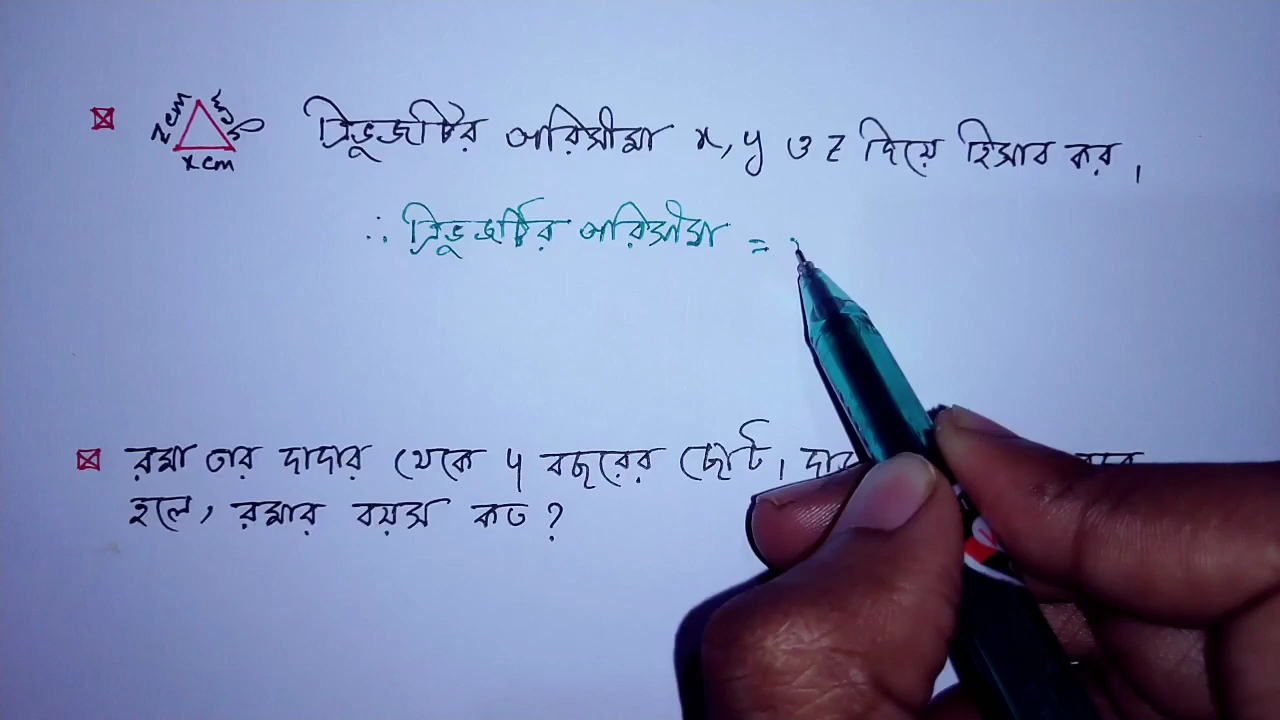 z cm y cm ত্রিভুজটির পরিসীমা x, y ও z দিয়ে হিসাব কর।
x cm
∴ ত্রিভুজটির পরিসীমা =
রমা তার দাদার থেকে 4 বছরের ছোট, 
হলে, রমার বয়স কত?